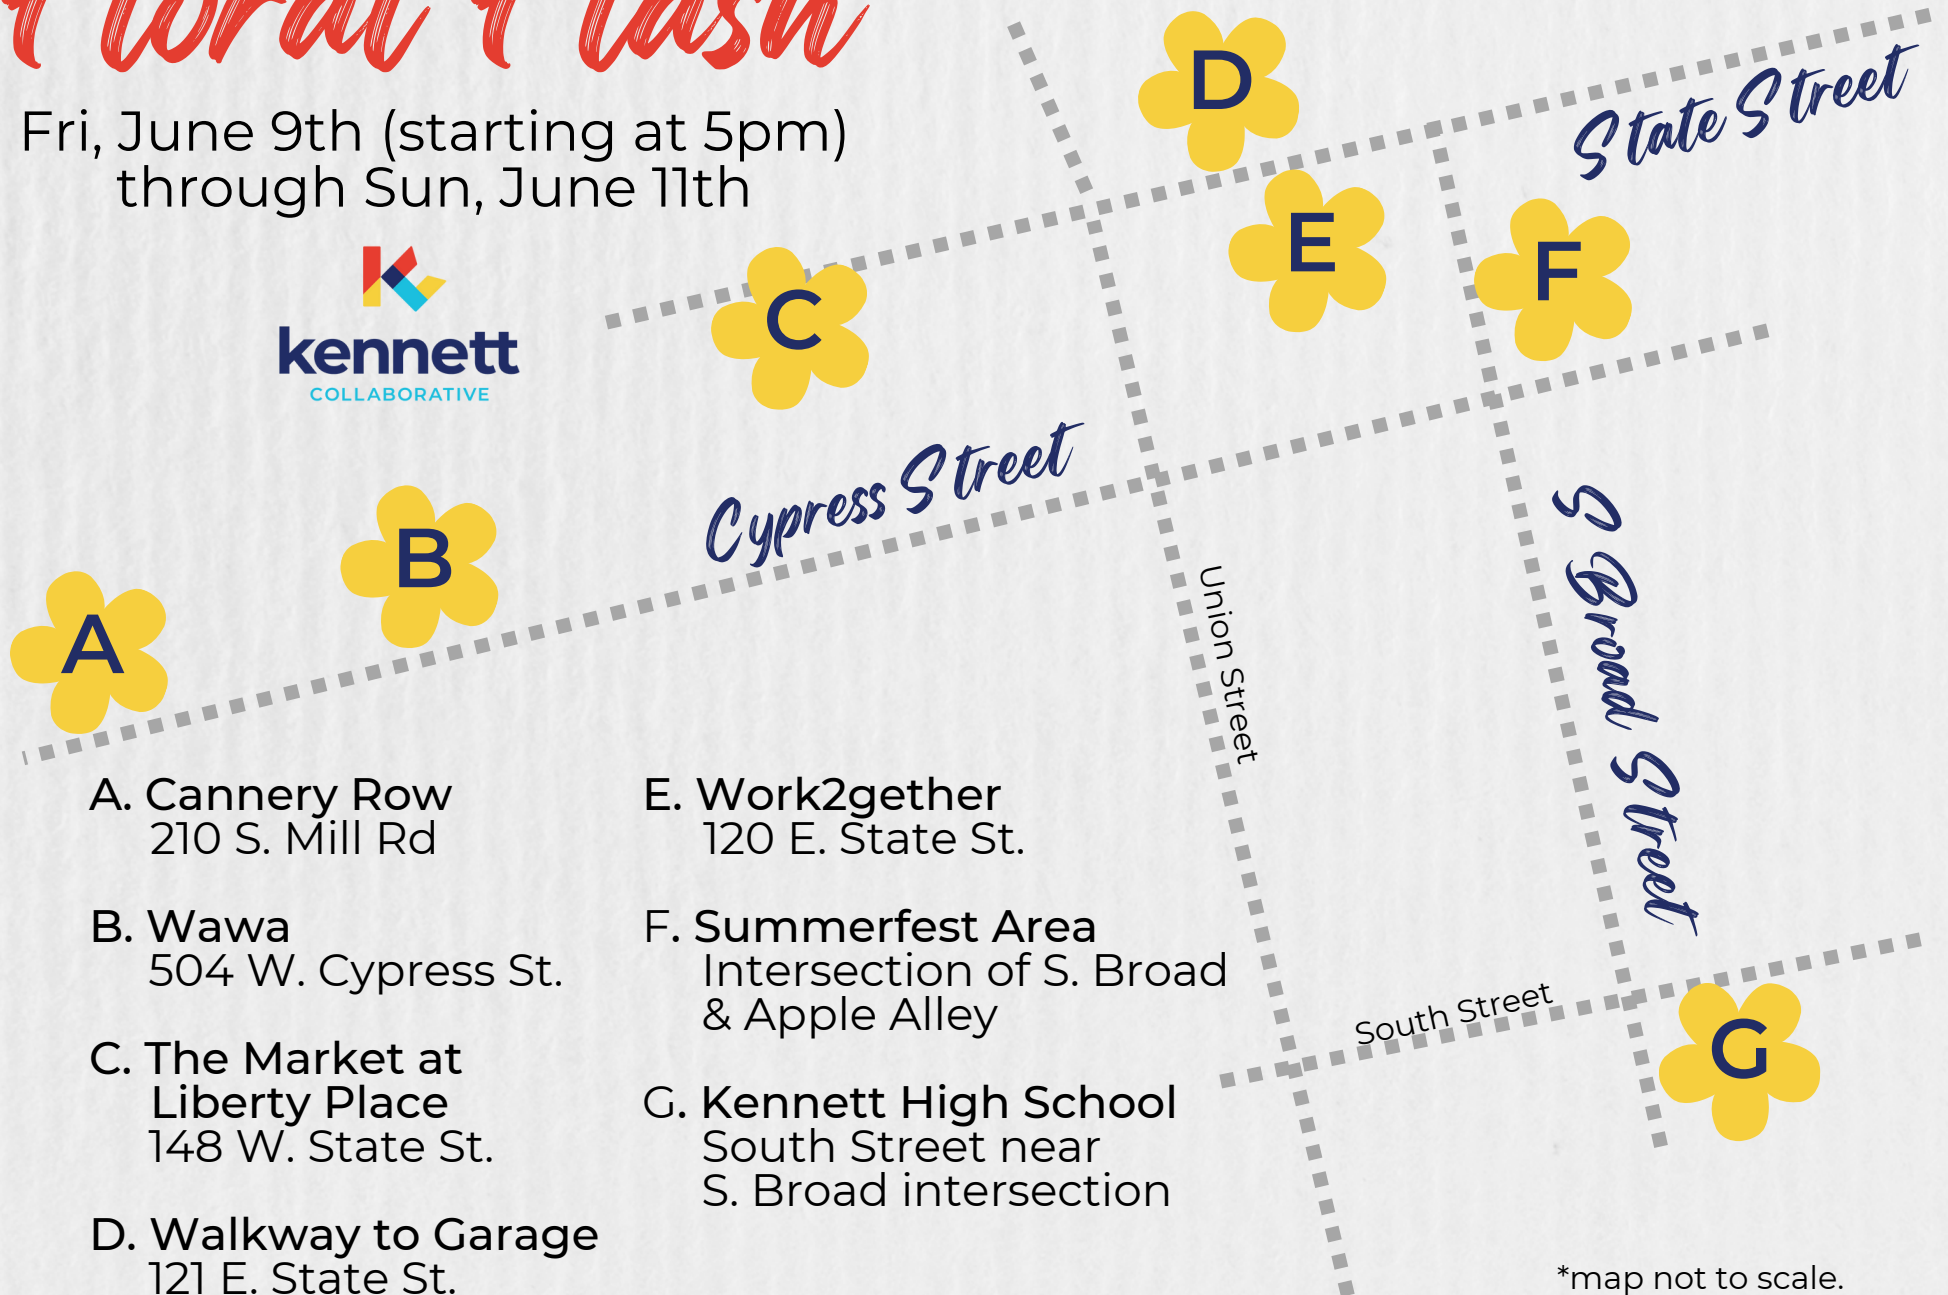 Floral Flash
Fri, June 9th (starting at 5pm)
through Sun, June 11th
kennett
COLLABORATIVE
D
State Street
E
F
C
Cypress Street
B
A
Union Street
S Broad Street
South Street
G
A. Cannery Row
210 S. Mill Rd
B. Wawa
504 W. Cypress St.
C. The Market at
Liberty Place
148 W. State St.
D. Walkway to Garage
121 E. State St.
E. Work2gether
120 E. State St.
F. Summerfest Area
Intersection of S. Broad
& Apple Alley
G. Kennett High School
South Street near
S. Broad intersection
*map not to scale.